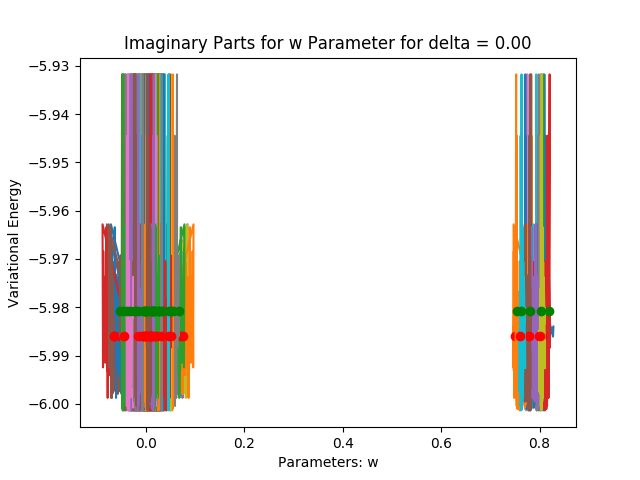 Imaginary Parts for w Parameter for delta = 0.00
−5.93
−5.94
−5.95
−5.96
−5.97
−5.98
−5.99
−6.00
Variational Energy
0.0 0.2 0.4 0.6 0.8
Parameters: w